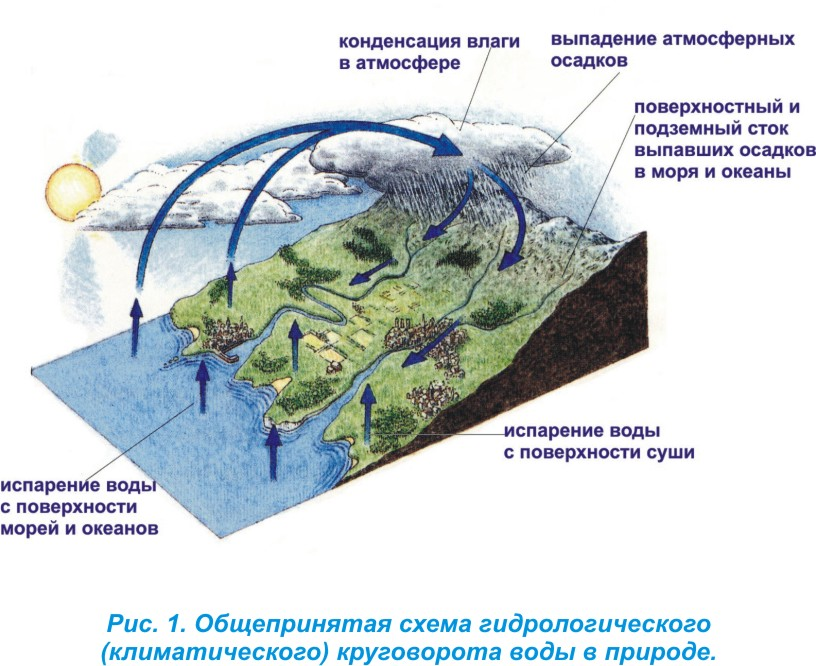 конденсация влаги
в атмосфере
выпадение атмосферных
осадков
поверхностный и
подземный сток
выпавших осадков
в моря и океаны
испарение воды
с поверхности суши
испарение воды
с поверхности
морей и океанов
Рис. 1. Общепринятая схема гидрологического
(климатического) круговорота воды в природе.